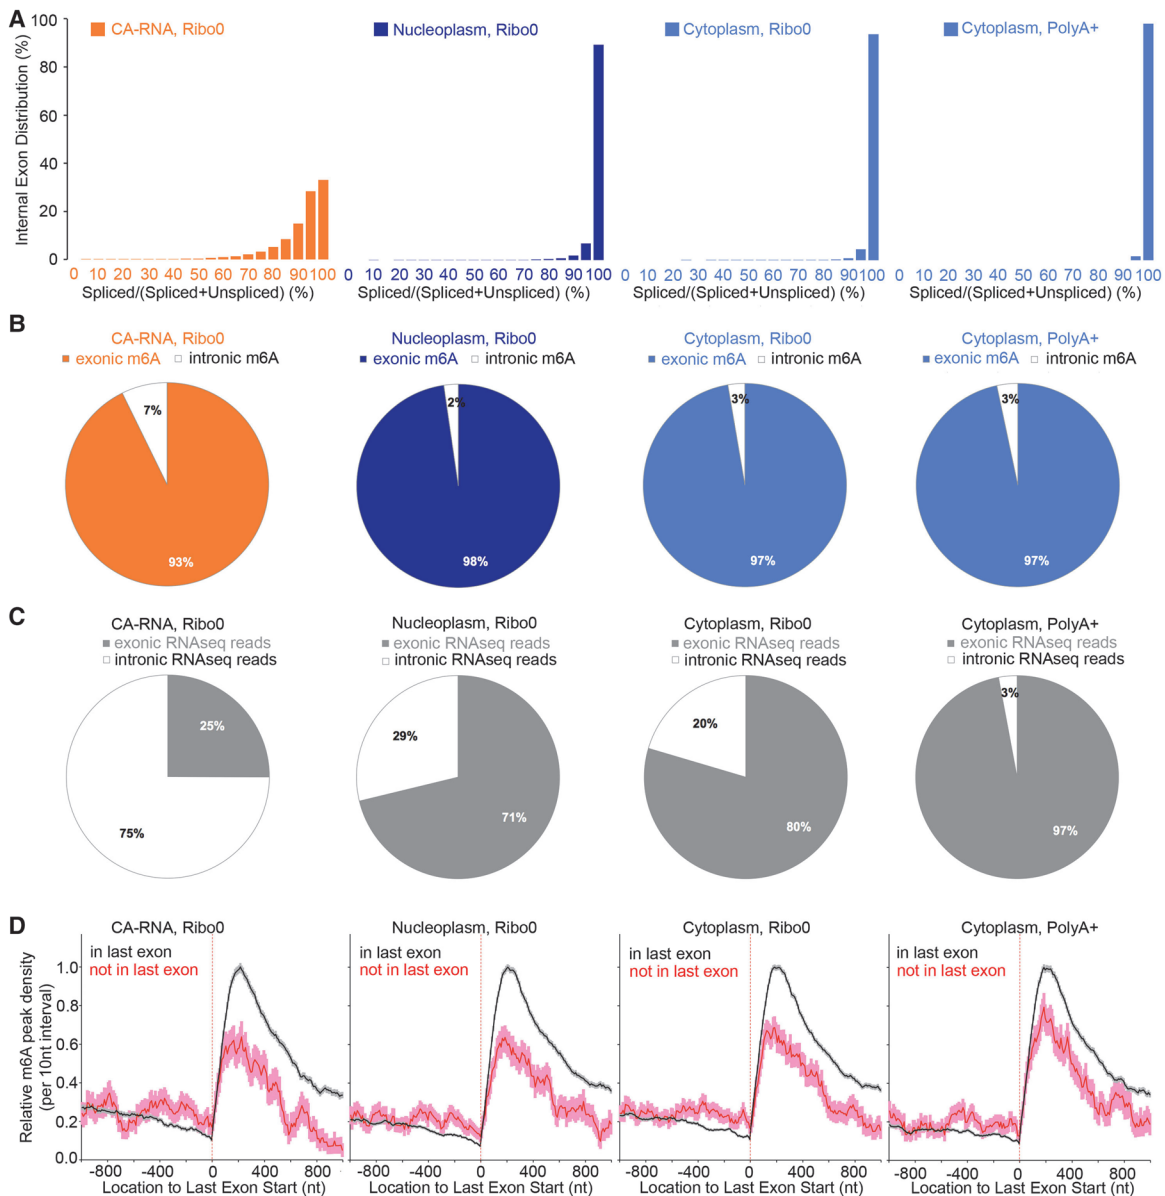 A
CA-RNA, Ribo0
Nucleoplasm, Ribo0
Cytoplasm, Ribo0
Cytoplasm, PolyA+
Internal Exon Distribution (%)
100
80
60
40
20
0
0 10 20 30 40 50 60 70 80 90 100
0 10 20 30 40 50 60 70 80 90 100
0 10 20 30 40 50 60 70 80 90 100
0 10 20 30 40 50 60 70 80 90 100
Spliced/(Spliced+Unspliced) (%)
Spliced/(Spliced+Unspliced) (%)
Spliced/(Spliced+Unspliced) (%)
Spliced/(Spliced+Unspliced) (%)
B
CA-RNA, Ribo0
exonic m6A intronic m6A
7%
93%
Nucleoplasm, Ribo0
exonic m6A intronic m6A
2%
98%
Cytoplasm, Ribo0
exonic m6A intronic m6A
3%
97%
Cytoplasm, PolyA+
exonic m6A intronic m6A
3%
97%
C
CA-RNA, Ribo0
exonic RNAseq reads
intronic RNAseq reads
25%
75%
Nucleoplasm, Ribo0
exonic RNAseq reads
intronic RNAseq reads
29%
71%
Cytoplasm, Ribo0
exonic RNAseq reads
intronic RNAseq reads
20%
80%
Cytoplasm, PolyA+
exonic RNAseq reads
intronic RNAseq reads
3%
97%
D
Relative m6A peak density
(per 10nt interval)
1.0
0.8
0.6
0.4
0.2
0.0
CA-RNA, Ribo0
in last exon
not in last exon
-800 -400 0 400 800
Location to Last Exon Start (nt)
Nucleoplasm, Ribo0
in last exon
not in last exon
-800 -400 0 400 800
Location to Last Exon Start (nt)
Cytoplasm, Ribo0
in last exon
not in last exon
-800 -400 0 400 800
Location to Last Exon Start (nt)
Cytoplasm, PolyA+
in last exon
not in last exon
-800 -400 0 400 800
Location to Last Exon Start (nt)